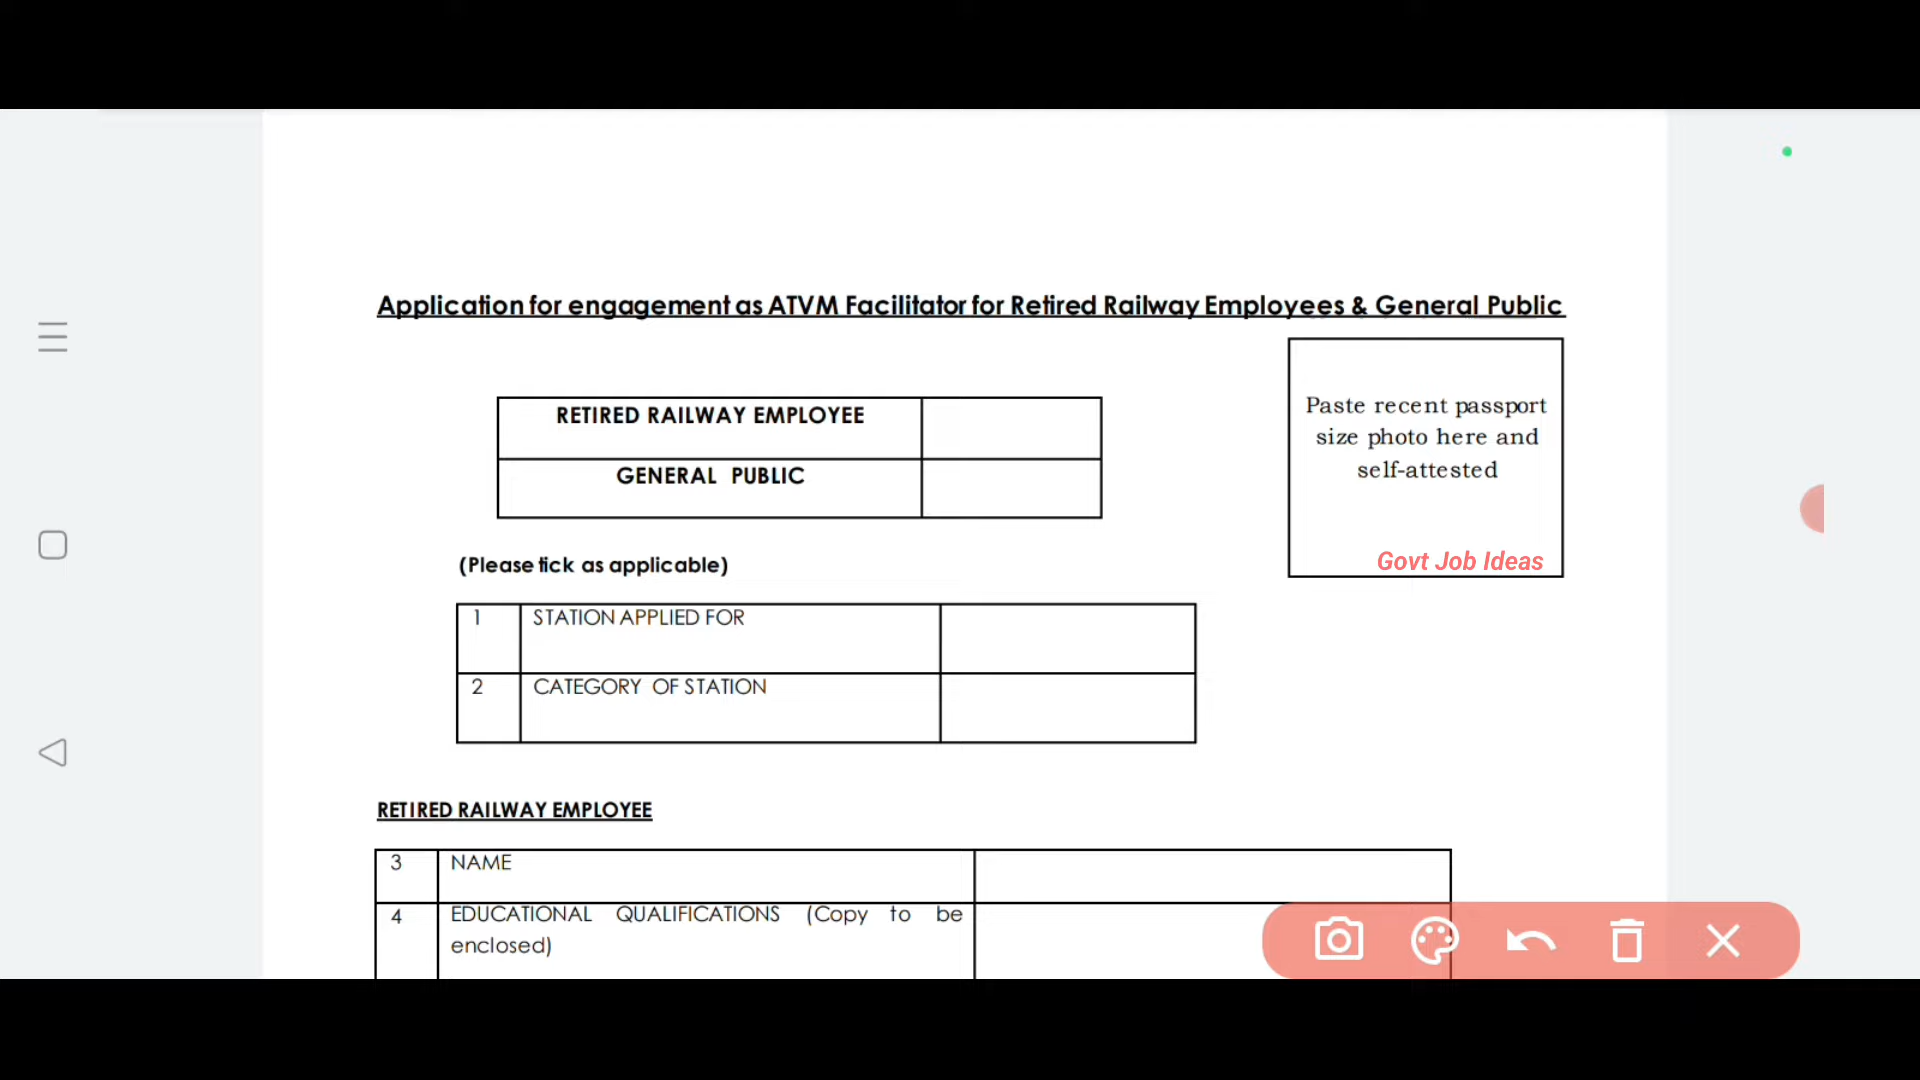 Application for engagement as ATVM Facilitator for Retired Railway Employees & General Public
RETIRED RAILWAY EMPLOYEE
GENERAL PUBLIC
Paste recent passport
size photo here and
self-attested
Govt Job Ideas
(Please tick as applicable)
1 STATION APPLIED FOR
2 CATEGORY OF STATION
RETIRED RAILWAY EMPLOYEE
3 NAME
4 EDUCATIONAL QUALIFICATIONS (Copy to be
enclosed)